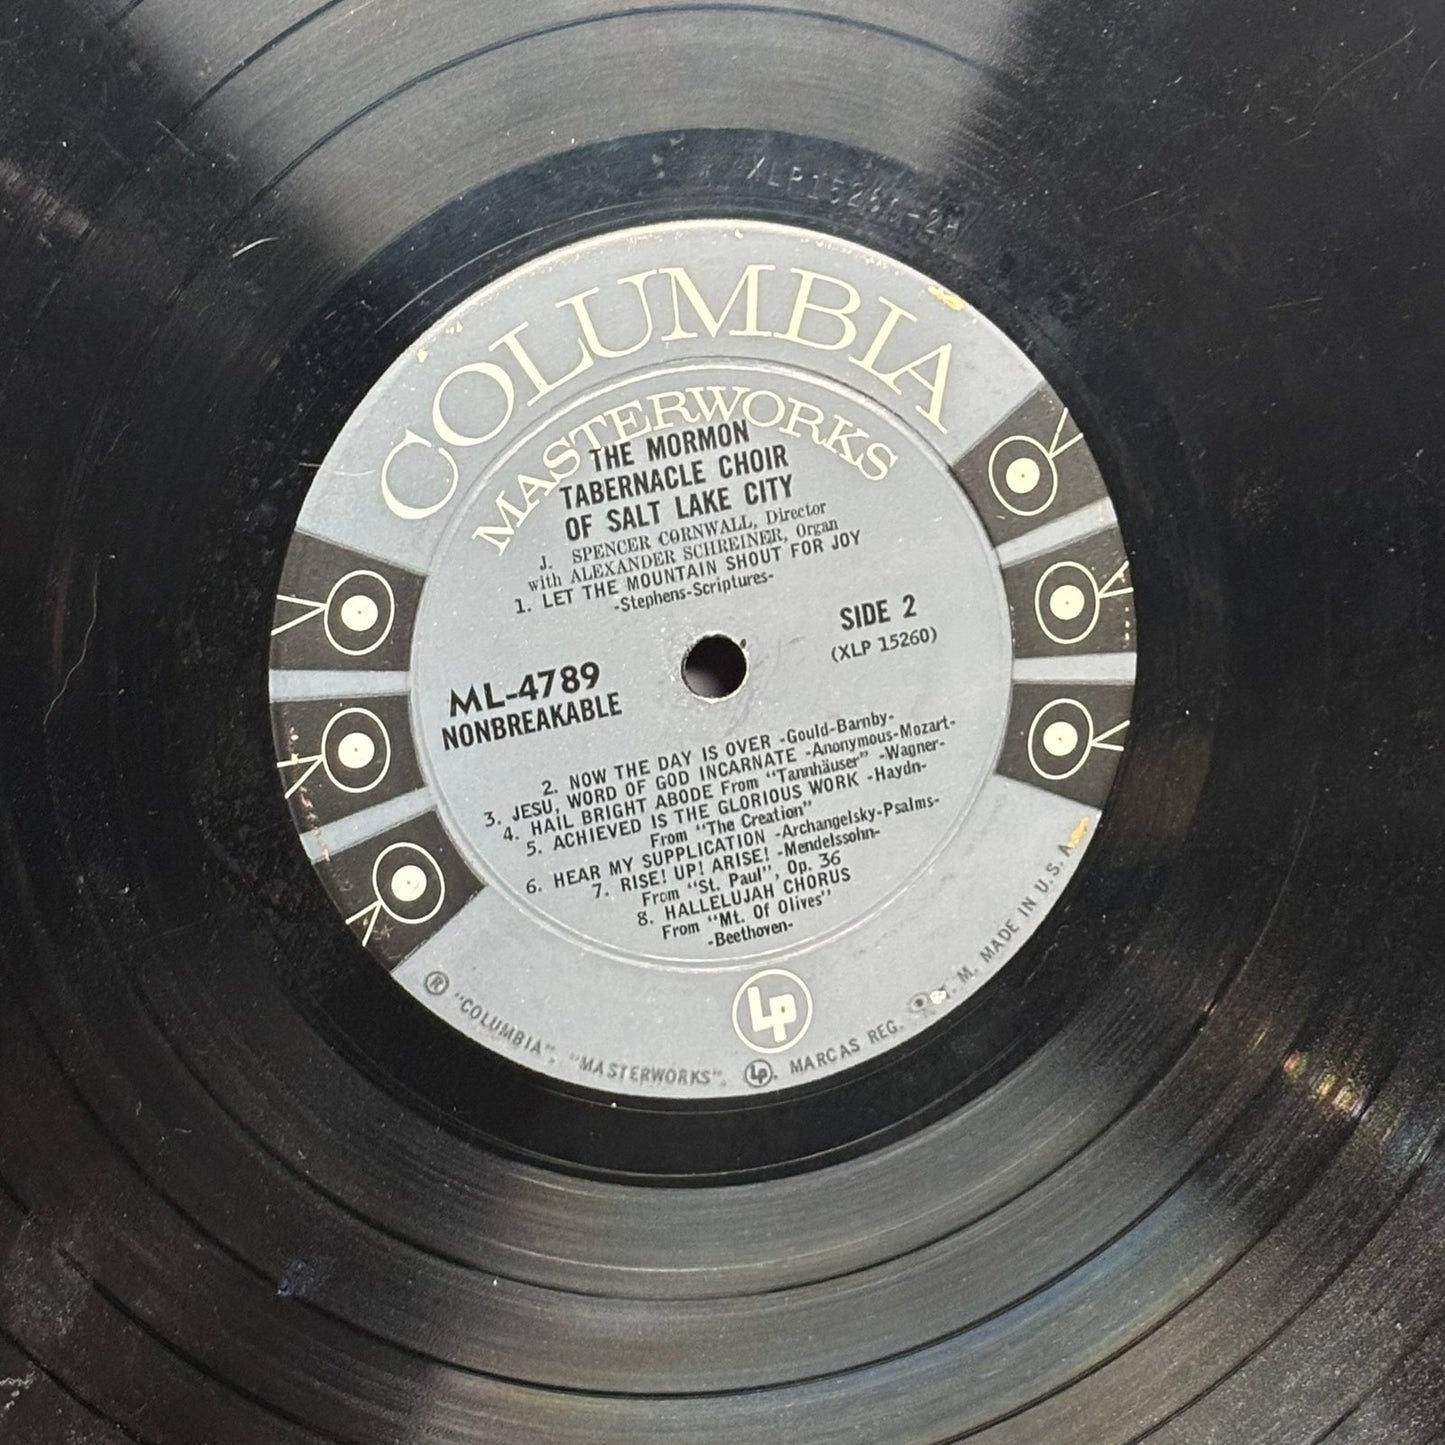 COLUMBIA
MASTERWORKS
THE MORMON
TABERNACLE CHOIR
OF SALT LAKE CITY
J. SPENCER CORNWALL, Director
with ALEXANDER SCHREINER, Organ
1. LET THE MOUNTAIN SHOUT FOR JOY
-Stephens-Scriptures-
SIDE 2
(XLP 15260)
ML-4789
NONBREAKABLE
2. NOW THE DAY IS OVER -Gould-Barnby-
3. JESU, WORD OF GOD INCARNATE -Anonymous-Mozart-
4. HAIL BRIGHT ABODE From "Tannhäuser" -Wagner-
5. ACHIEVED IS THE GLORIOUS WORK -Haydn-
From "The Creation"
6. HEAR MY SUPPLICATION -Archangelsky-Psalms-
7. RISE! UP! ARISE! -Mendelssohn-
From "St. Paul", Op. 36
8. HALLELUJAH CHORUS
From "Mt. Of Olives"
-Beethoven-
LP
® "COLUMBIA", "MASTERWORKS", LP. MARCAS REG. T. M. MADE IN U.S.A.